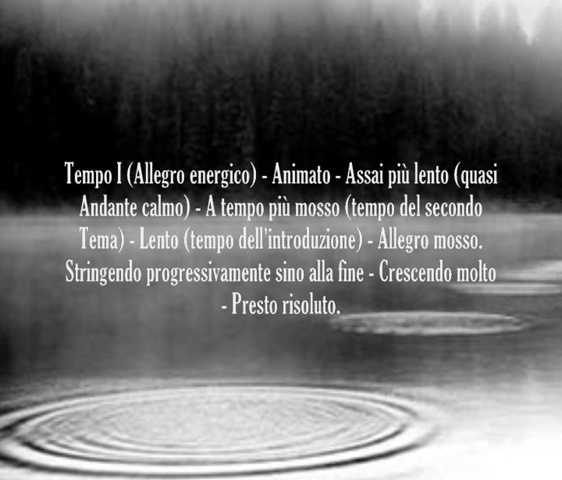 Tempo I (Allegro energico) - Animato - Assai più lento (quasi
Andante calmo) - A tempo più mosso (tempo del secondo
Tema) - Lento (tempo dell'introduzione) - Allegro mosso.
Stringendo progressivamente sino alla fine - Crescendo molto
- Presto risoluto.